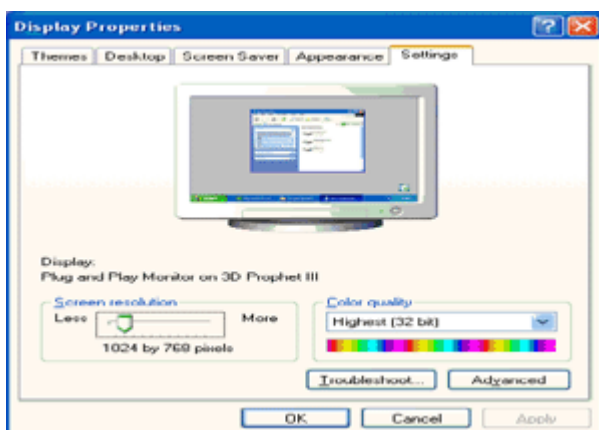 Display Properties
Themes Desktop Screen Saver Appearance Settings
Display:
Plug and Play Monitor on 3D Prophet III
Screen resolution
Less More
1024 by 768 pixels
Color quality
Highest (32 bit)
Troubleshoot... Advanced
OK Cancel Apply